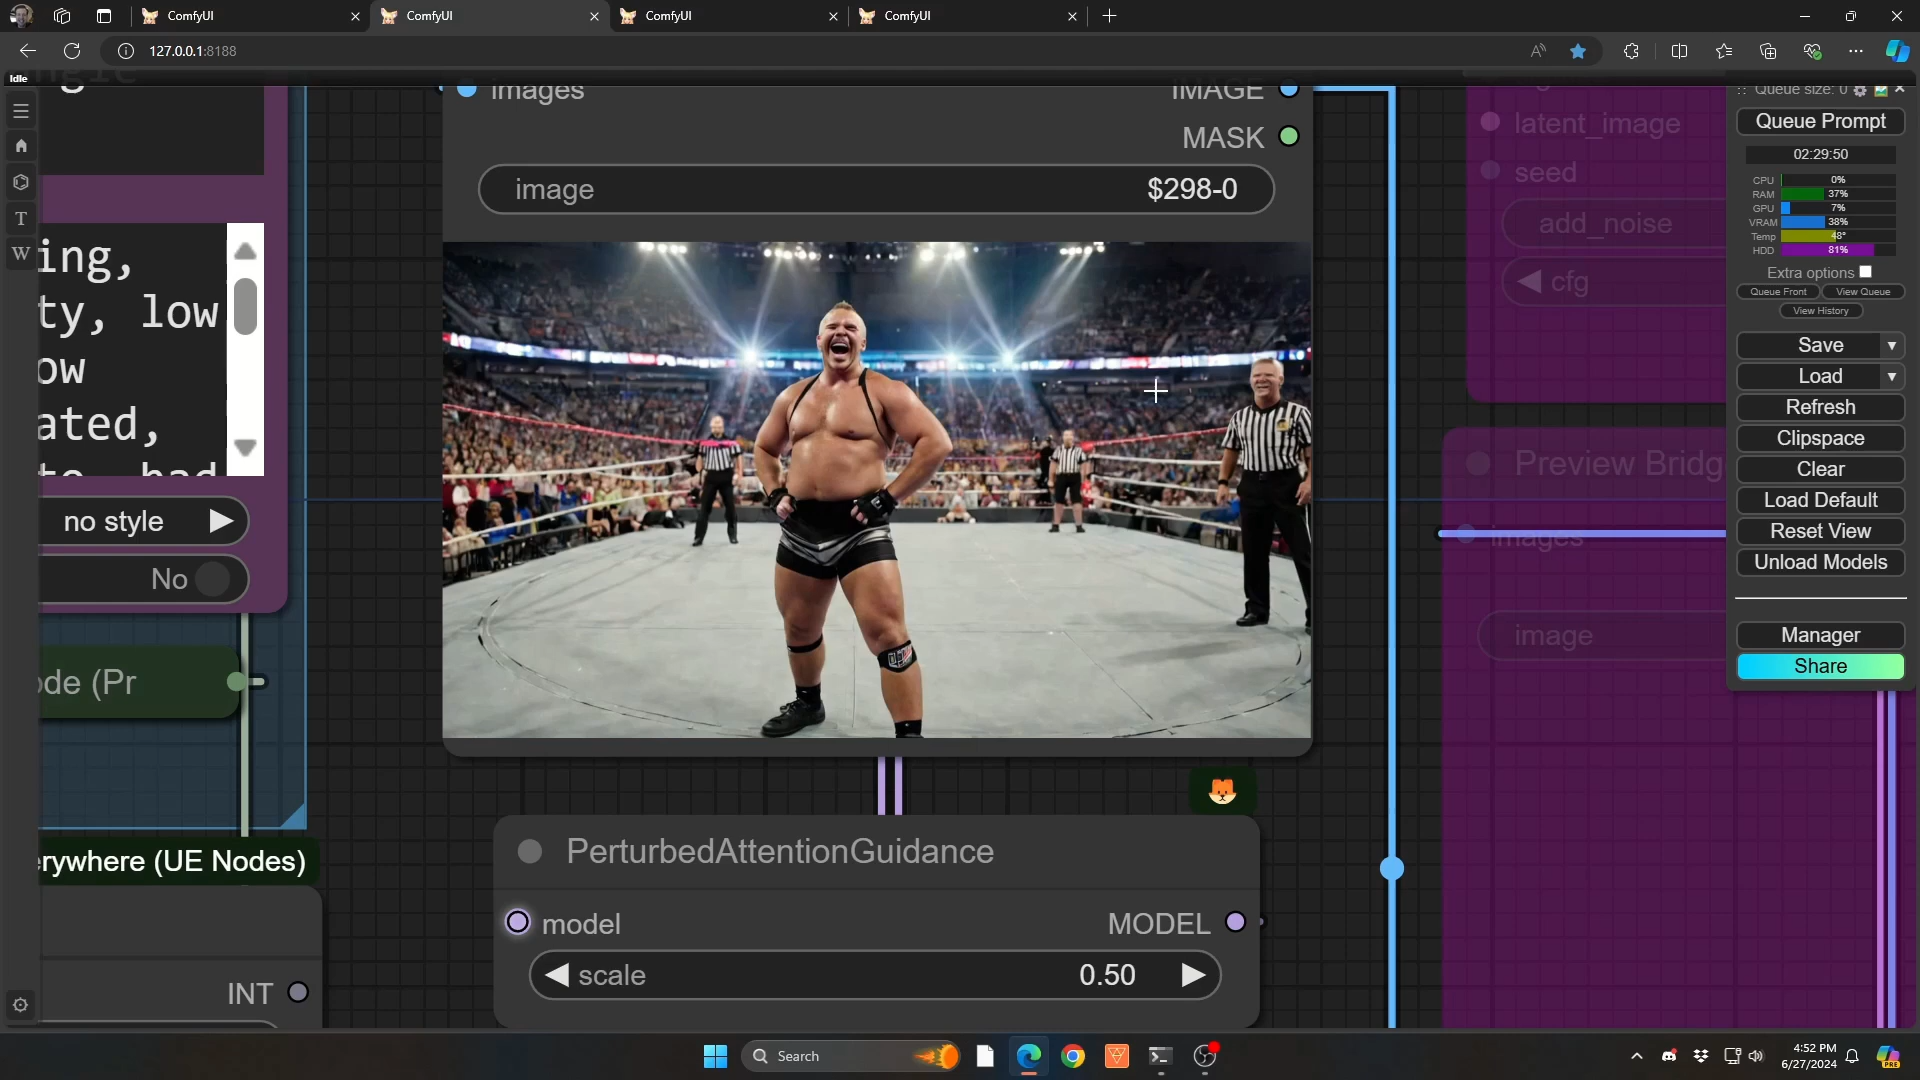 ComfyUI
ComfyUI
ComfyUI
ComfyUI
127.0.0.1:8188
Idle
images
IMAGE
MASK
image
$298-0
latent_image
seed
add_noise
cfg
Queue size: 0
Queue Prompt
02:29:50
CPU 0%
RAM 37%
GPU 7%
VRAM 38%
Temp 48°
HDD 81%
Extra options
Queue Front
View Queue
View History
Save
Load
Refresh
Clipspace
Clear
Load Default
Reset View
Unload Models
Manager
Share
T
W
ing,
ty, low
ow
ated,
no style
No
ode (Pr
erywhere (UE Nodes)
INT
Preview Bridg
images
image
PerturbedAttentionGuidance
model
MODEL
scale
0.50
Search
4:52 PM
6/27/2024
PRE